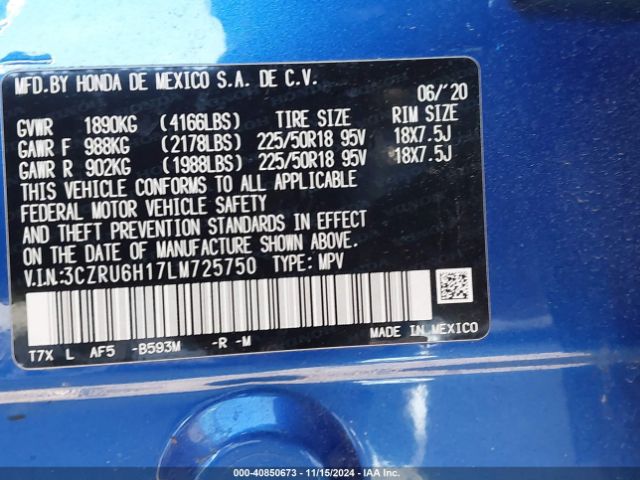 MFD.BY HONDA DE MEXICO S.A. DE C.V.
06/'20
GVWR 1890KG (4166LBS) TIRE SIZE RIM SIZE
GAWR F 988KG (2178LBS) 225/50R18 95V 18X7.5J
GAWR R 902KG (1988LBS) 225/50R18 95V 18X7.5J
THIS VEHICLE CONFORMS TO ALL APPLICABLE
FEDERAL MOTOR VEHICLE SAFETY
AND THEFT PREVENTION STANDARDS IN EFFECT
ON THE DATE OF MANUFACTURE SHOWN ABOVE.
V.I.N:3CZRU6H17LM725750 TYPE: MPV
T7X L AF5 -B593M -R -M MADE IN MEXICO
000-40850673 - 11/15/2024 - IAA Inc.